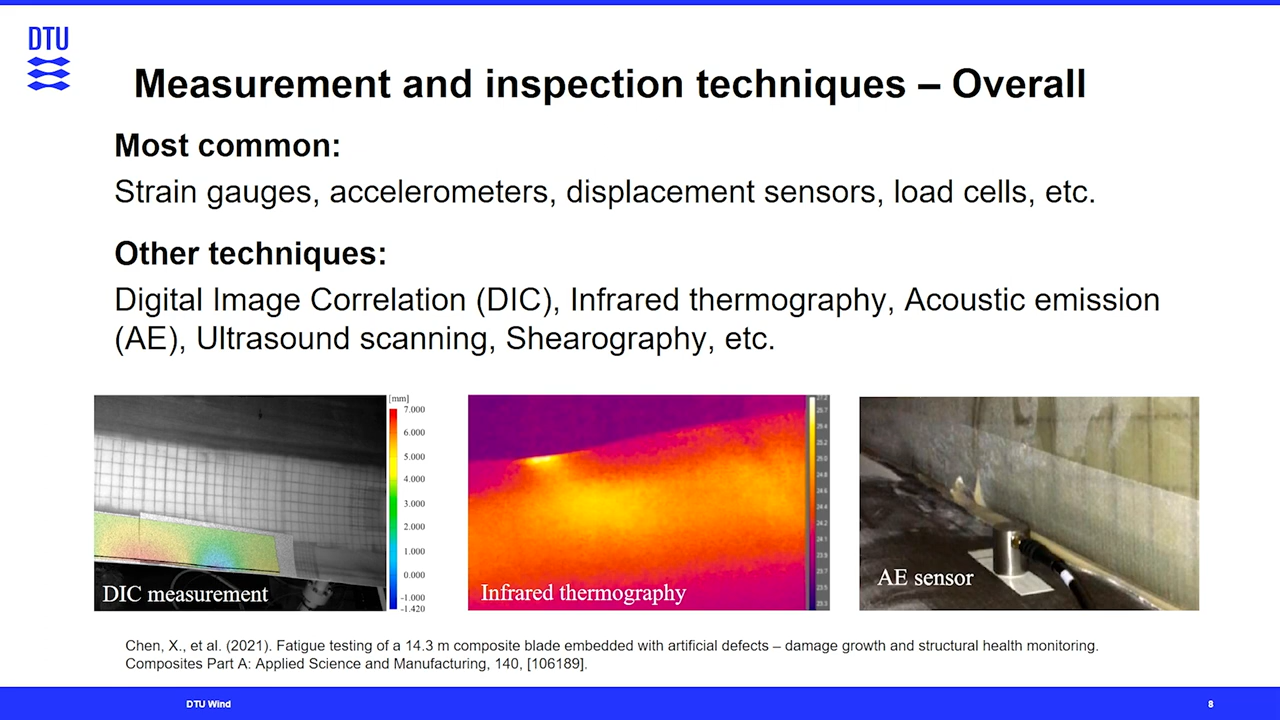 DTU
Measurement and inspection techniques – Overall
Most common:
Strain gauges, accelerometers, displacement sensors, load cells, etc.
Other techniques:
Digital Image Correlation (DIC), Infrared thermography, Acoustic emission
(AE), Ultrasound scanning, Shearography, etc.
[mm]
7.000
6.000
5.000
4.000
3.000
2.000
1.000
0.000
-1.000
-1.420
DIC measurement
Infrared thermography
AE sensor
Chen, X., et al. (2021). Fatigue testing of a 14.3 m composite blade embedded with artificial defects – damage growth and structural health monitoring.
Composites Part A: Applied Science and Manufacturing, 140, [106189].
DTU Wind
8